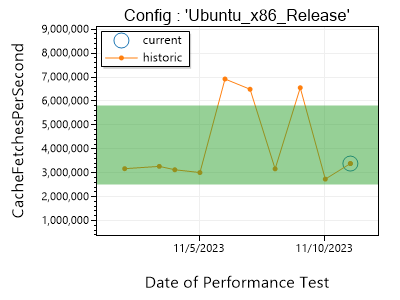 Config : 'Ubuntu_x86_Release'
9,000,000
8,000,000
7,000,000
6,000,000
5,000,000
4,000,000
3,000,000
2,000,000
1,000,000
CacheFetchesPerSecond
current
historic
11/5/2023
11/10/2023
Date of Performance Test